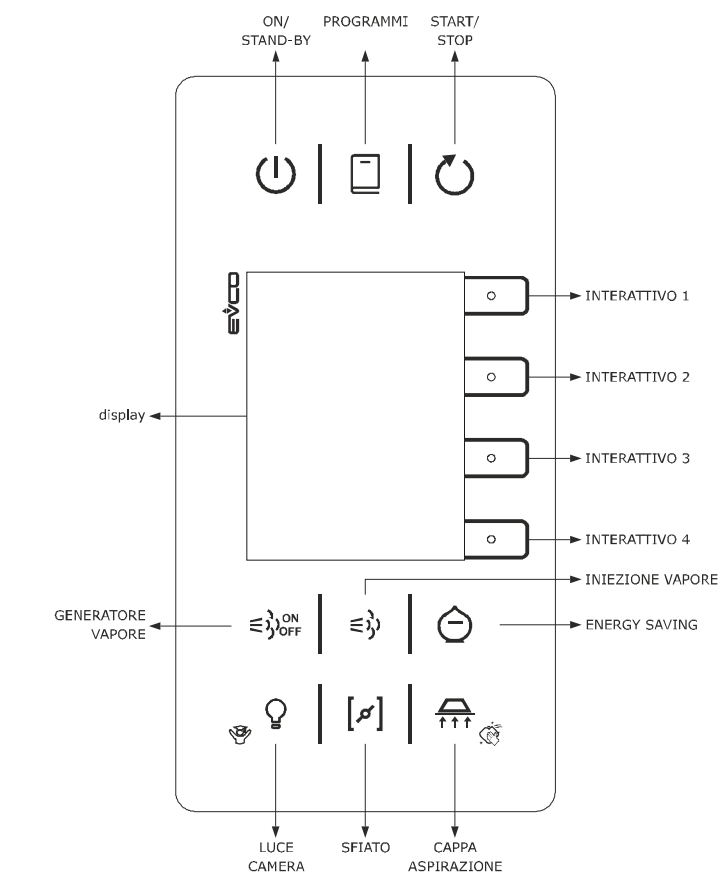 ON/
STAND-BY
PROGRAMMI
START/
STOP
EVCO
INTERATTIVO 1
INTERATTIVO 2
display
INTERATTIVO 3
INTERATTIVO 4
INIEZIONE VAPORE
GENERATORE
VAPORE
ON
OFF
ENERGY SAVING
LUCE
CAMERA
SFIATO
CAPPA
ASPIRAZIONE